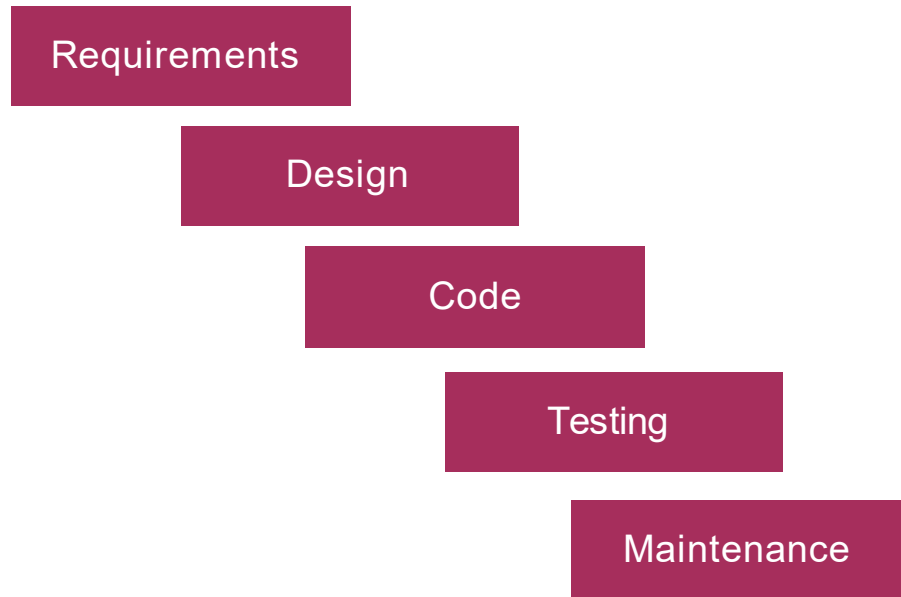 Requirements
Design
Code
Testing
Maintenance